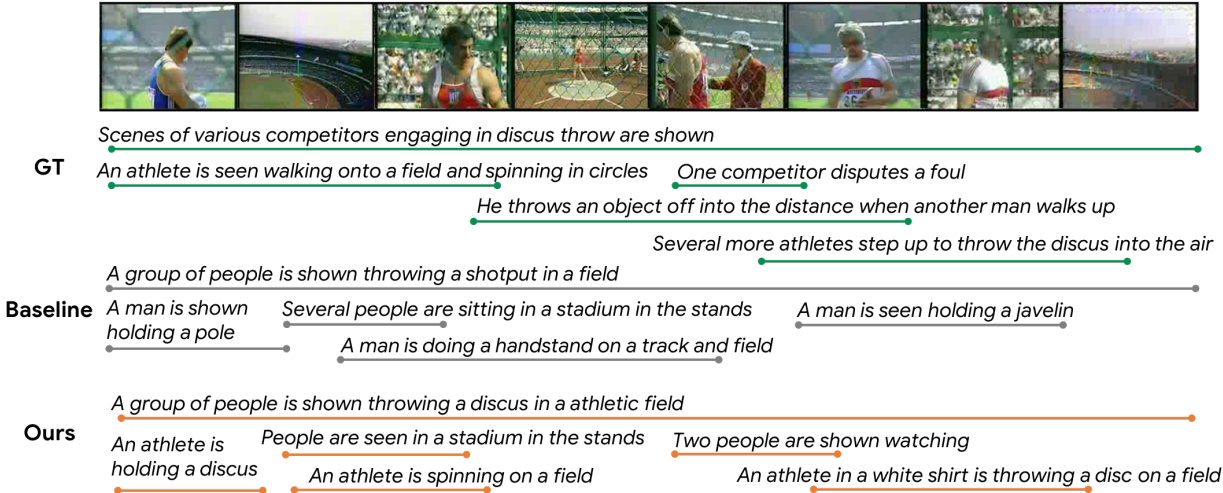 Scenes of various competitors engaging in discus throw are shown
GT
An athlete is seen walking onto a field and spinning in circles
One competitor disputes a foul
He throws an object off into the distance when another man walks up
Several more athletes step up to throw the discus into the air
A group of people is shown throwing a shotput in a field
Baseline
A man is shown
holding a pole
Several people are sitting in a stadium in the stands
A man is seen holding a javelin
A man is doing a handstand on a track and field
A group of people is shown throwing a discus in a athletic field
Ours
An athlete is
holding a discus
People are seen in a stadium in the stands
Two people are shown watching
An athlete is spinning on a field
An athlete in a white shirt is throwing a disc on a field